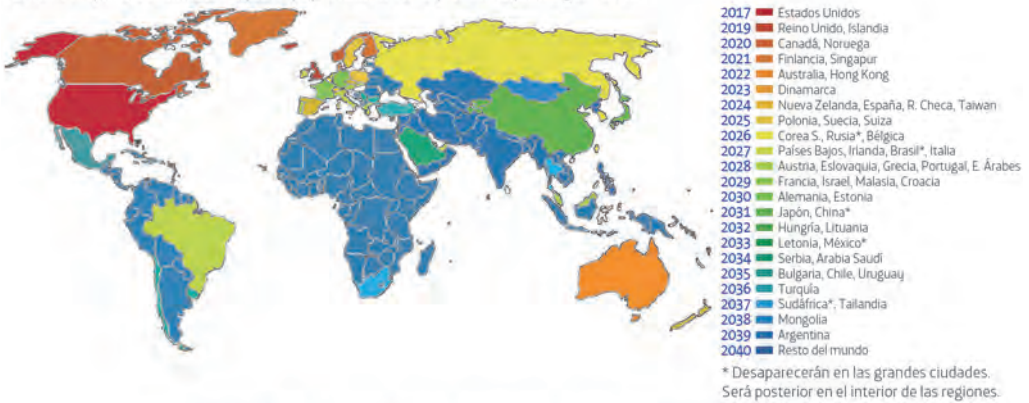 2017 Estados Unidos
2019 Reino Unido, Islandia
2020 Canadá, Noruega
2021 Finlancia, Singapur
2022 Australia, Hong Kong
2023 Dinamarca
2024 Nueva Zelanda, España, R. Checa, Taiwan
2025 Polonia, Suecia, Suiza
2026 Corea S., Rusia*, Bélgica
2027 Países Bajos, Irlanda, Brasil*, Italia
2028 Austria, Eslovaquia, Grecia, Portugal, E. Árabes
2029 Francia, Israel, Malasia, Croacia
2030 Alemania, Estonia
2031 Japón, China*
2032 Hungría, Lituania
2033 Letonia, México*
2034 Serbia, Arabia Saudí
2035 Bulgaria, Chile, Uruguay
2036 Turquía
2037 Sudáfrica*, Tailandia
2038 Mongolia
2039 Argentina
2040 Resto del mundo
* Desaparecerán en las grandes ciudades.
Será posterior en el interior de las regiones.